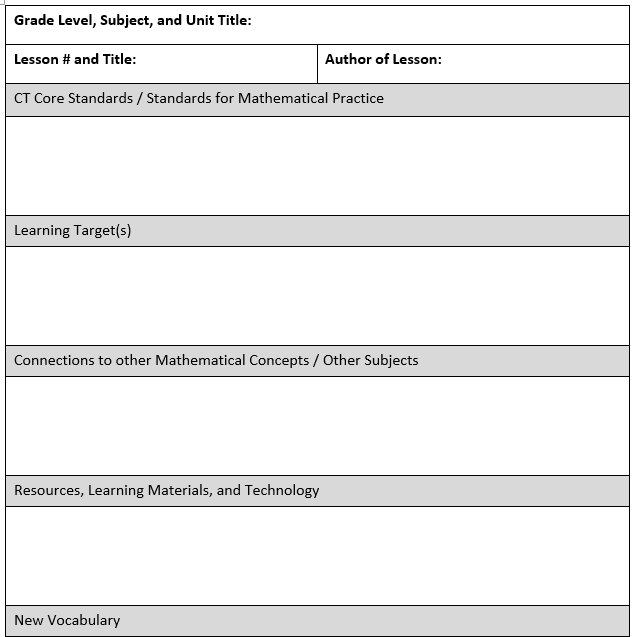 Grade Level, Subject, and Unit Title:
Lesson # and Title:
Author of Lesson:
CT Core Standards / Standards for Mathematical Practice
Learning Target(s)
Connections to other Mathematical Concepts / Other Subjects
Resources, Learning Materials, and Technology
New Vocabulary